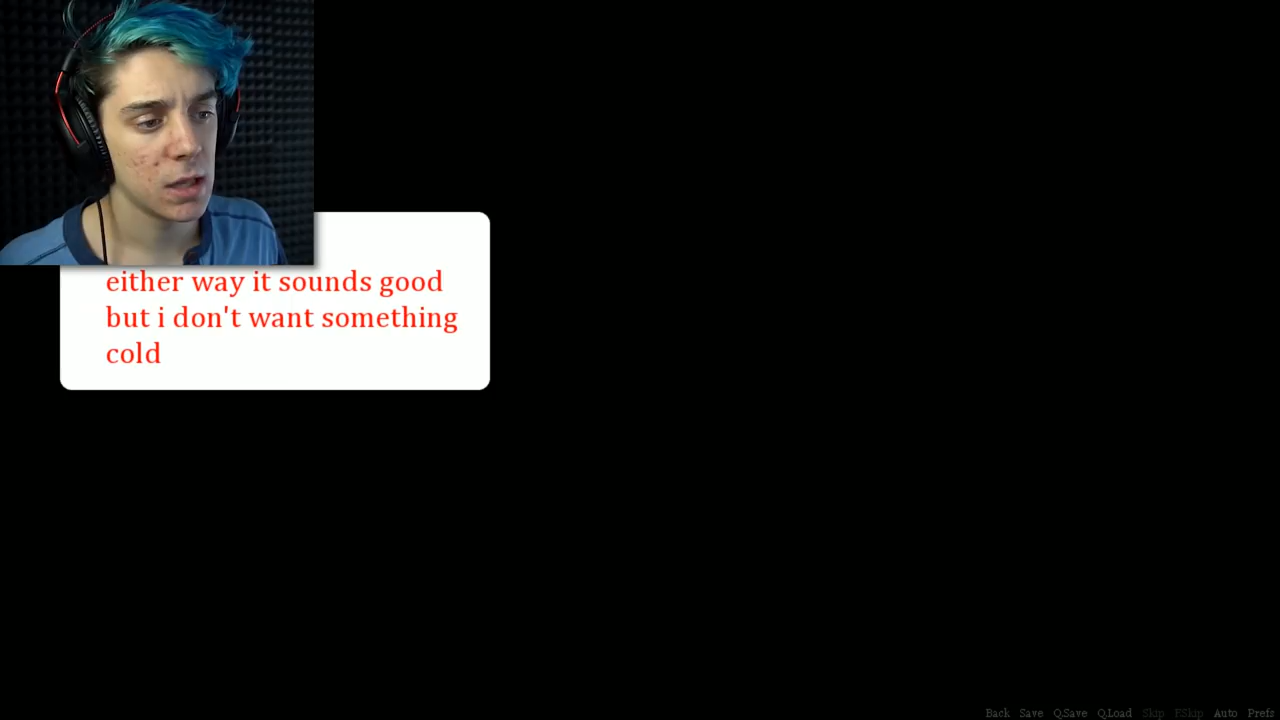 either way it sounds good
but i don't want something
cold
Back Save Q.Save Q.Load Skip F.Skip Auto Prefs